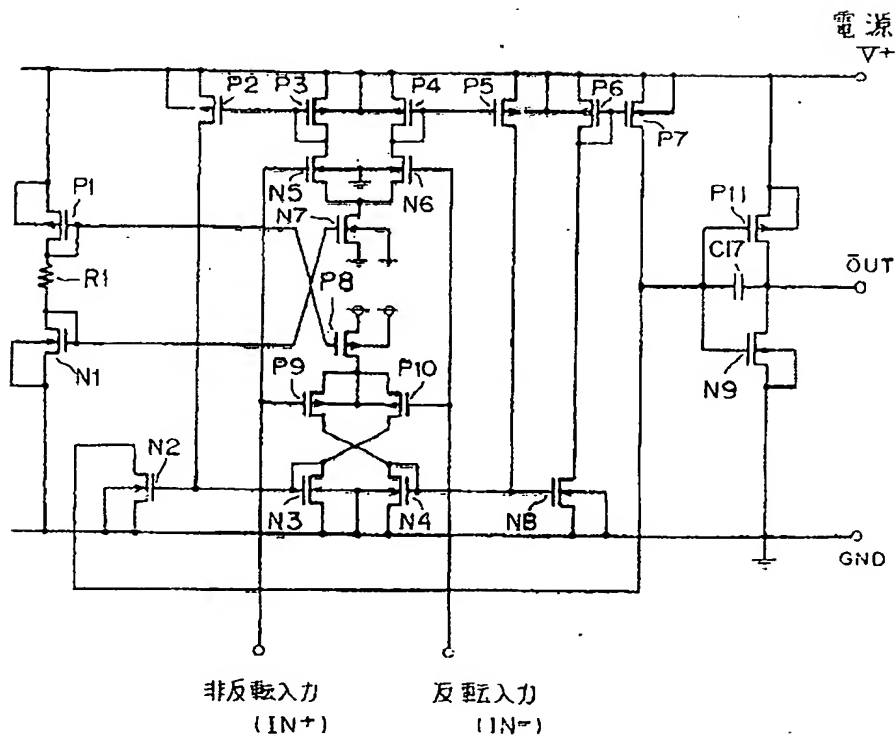 電源
V+
P2 P3 P4 P5 P6
P7
N5 N6
P1 N7 P11
C17
R1 P8 OUT
N1 P9 P10 N9
N2
N3 N4 N8
GND
非反転入力 反転入力
(IN+) (IN-)